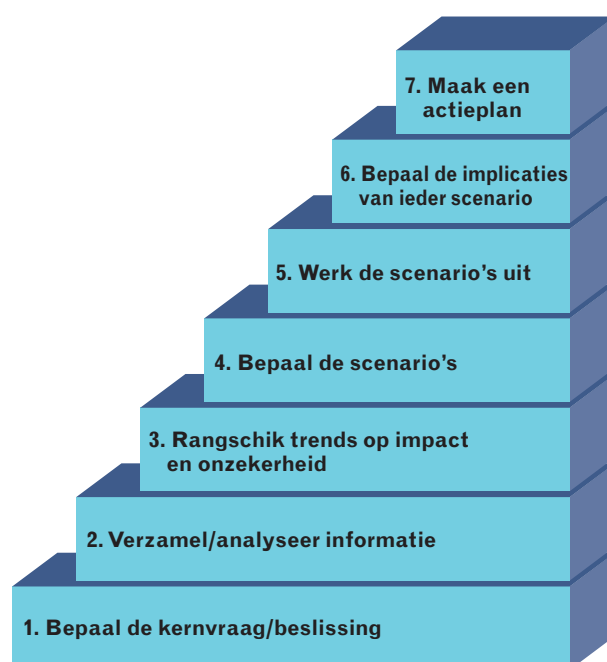 7. Maak een
actieplan
6. Bepaal de implicaties
van ieder scenario
5. Werk de scenario's uit
4. Bepaal de scenario's
3. Rangschik trends op impact
en onzekerheid
2. Verzamel/analyseer informatie
1. Bepaal de kernvraag/beslissing